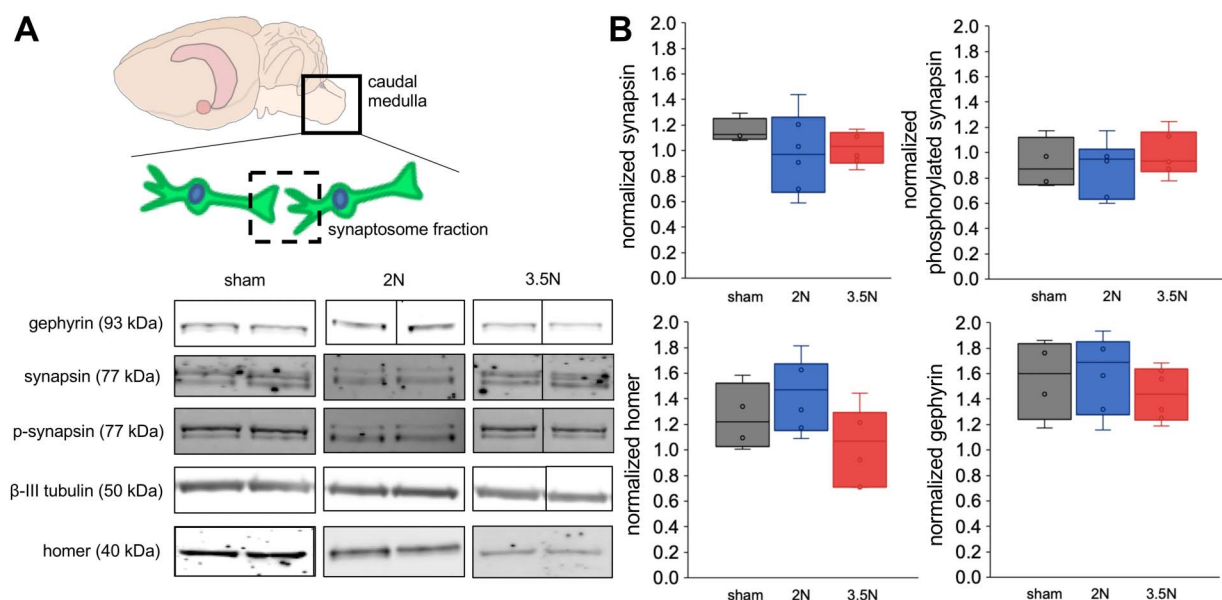 A
caudal
medulla
synaptosome fraction
sham 2N 3.5N
gephyrin (93 kDa)
synapsin (77 kDa)
p-synapsin (77 kDa)
β-III tubulin (50 kDa)
homer (40 kDa)
B
normalized synapsin
2.0
1.8
1.6
1.4
1.2
1.0
0.8
0.6
0.4
0.2
0.0
sham 2N 3.5N
normalized
phosphorylated synapsin
2.0
1.8
1.6
1.4
1.2
1.0
0.8
0.6
0.4
0.2
0.0
sham 2N 3.5N
normalized homer
2.0
1.8
1.6
1.4
1.2
1.0
0.8
0.6
0.4
0.2
0.0
sham 2N 3.5N
normalized gephyrin
2.0
1.8
1.6
1.4
1.2
1.0
0.8
0.6
0.4
0.2
0.0
sham 2N 3.5N